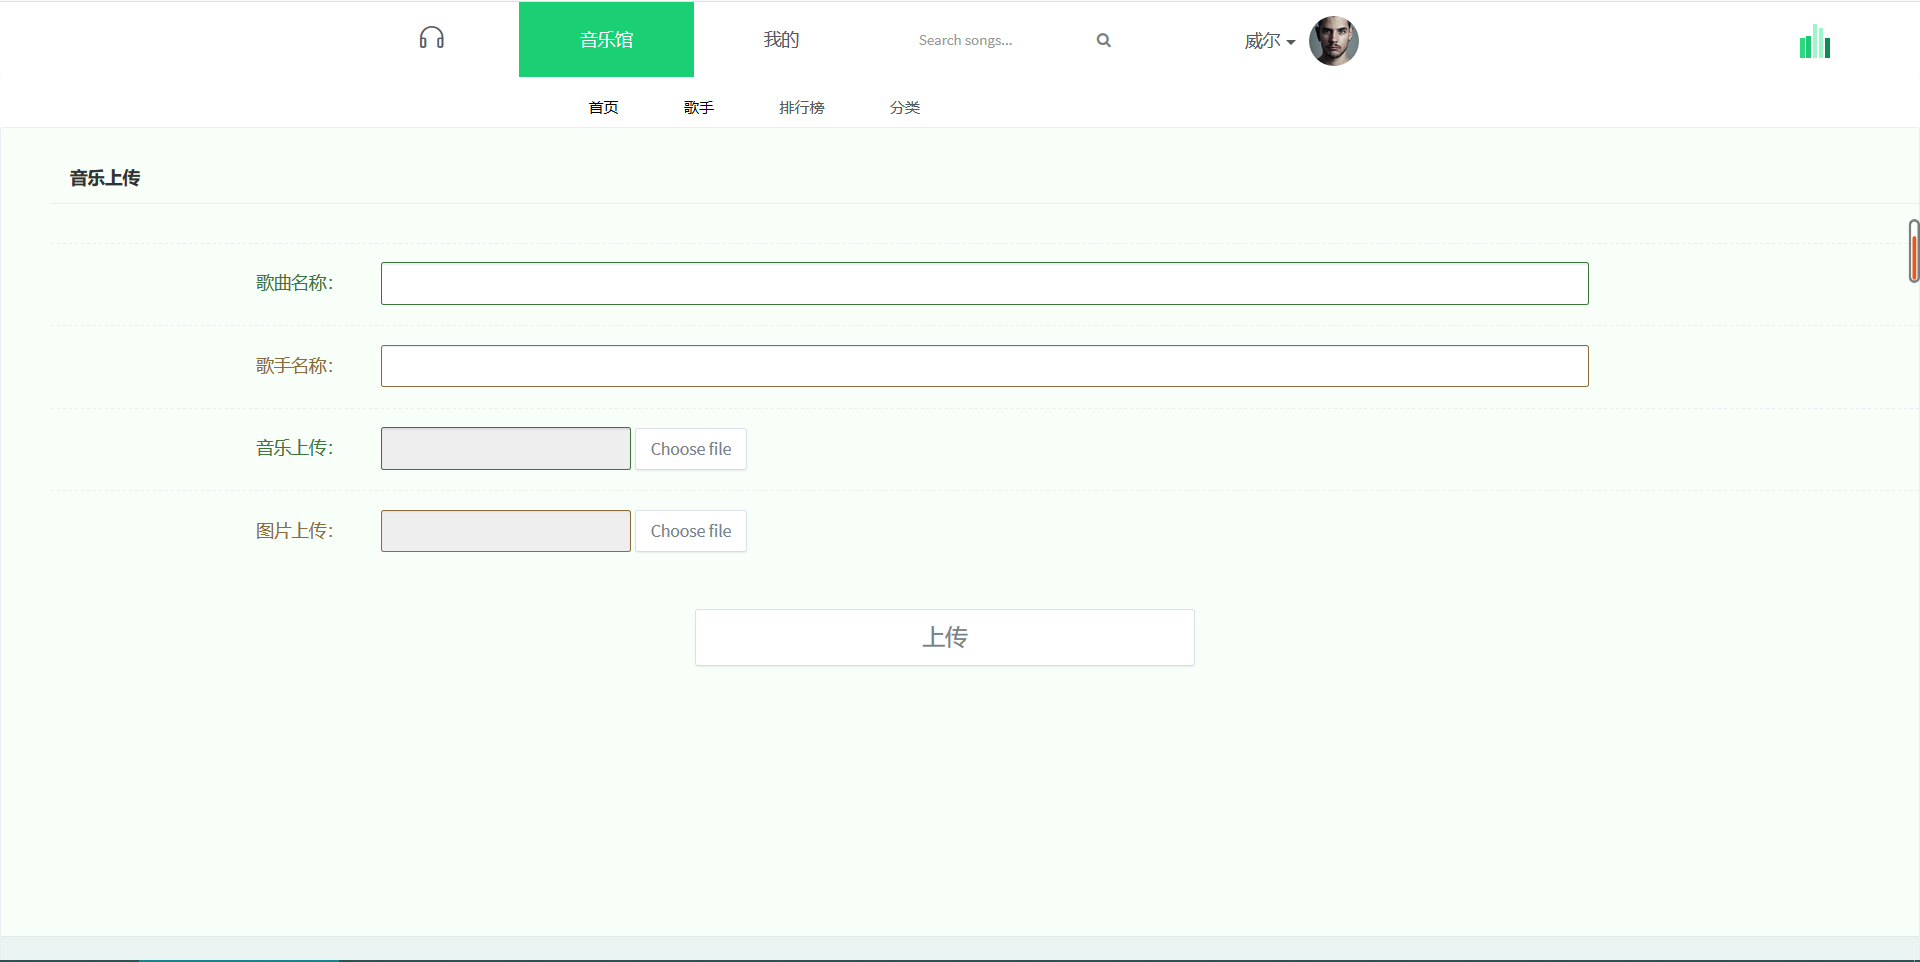 音乐馆 我的 Search songs... 威尔
首页 歌手 排行榜 分类
音乐上传
歌曲名称：
歌手名称：
音乐上传： Choose file
图片上传： Choose file
上传